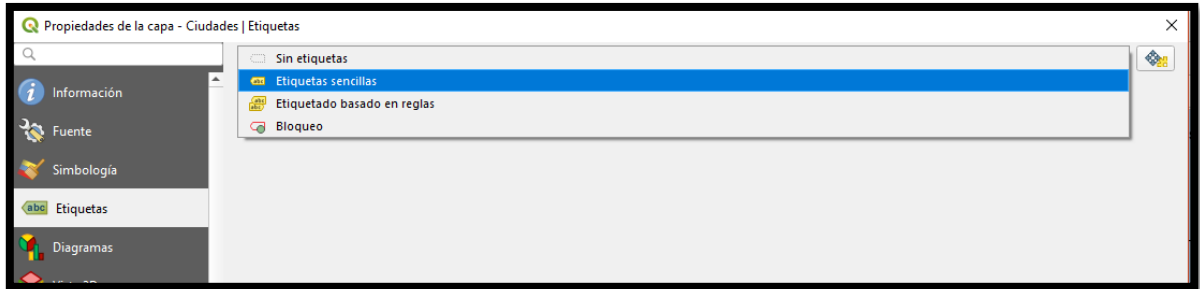 Propiedades de la capa - Ciudades | Etiquetas
Sin etiquetas
Información
Etiquetas sencillas
Etiquetado basado en reglas
Fuente
Bloqueo
Simbología
abc Etiquetas
Diagramas